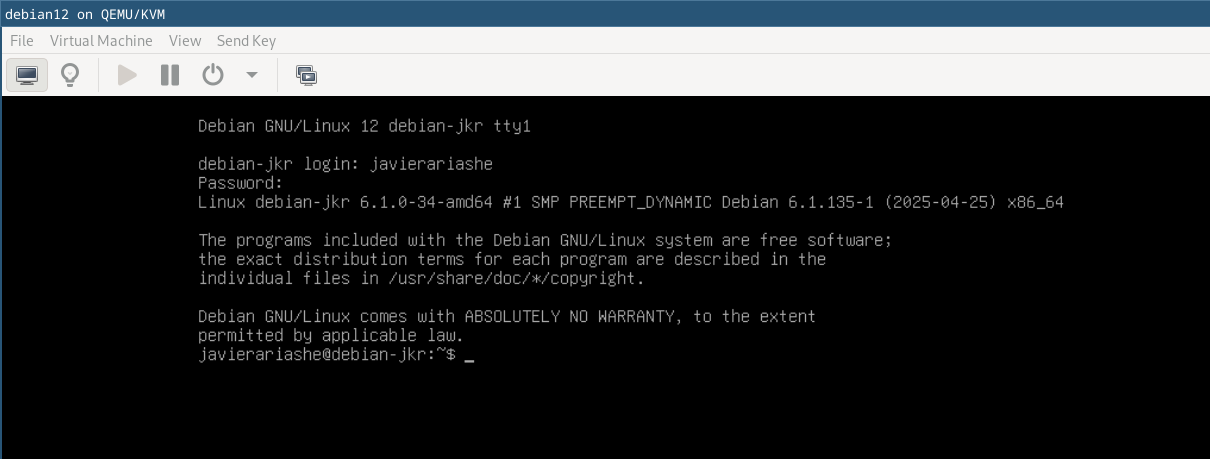 debian12 on QEMU/KVM
File Virtual Machine View Send Key
Debian GNU/Linux 12 debian-jkr tty1
debian-jkr login: javierariashe
Password:
Linux debian-jkr 6.1.0-34-amd64 #1 SMP PREEMPT_DYNAMIC Debian 6.1.135-1 (2025-04-25) x86_64
The programs included with the Debian GNU/Linux system are free software;
the exact distribution terms for each program are described in the
individual files in /usr/share/doc/*/copyright.
Debian GNU/Linux comes with ABSOLUTELY NO WARRANTY, to the extent
permitted by applicable law.
javierariashe@debian-jkr:~$ _